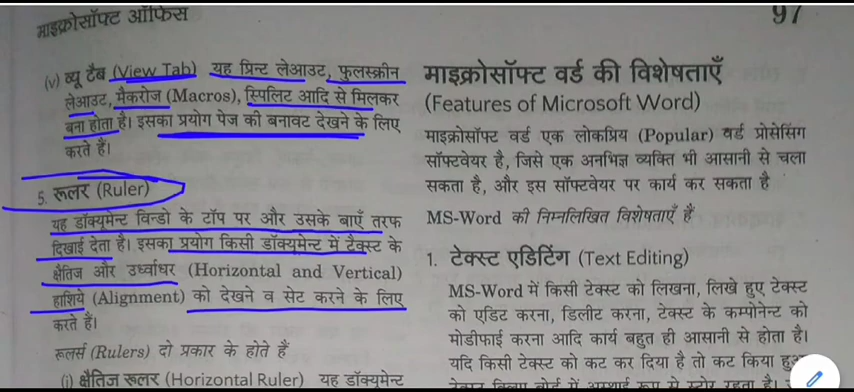 माइक्रोसॉफ्ट ऑफिस
97
(v) व्यू टैब (View Tab) यह प्रिन्ट लेआउट, फुलस्क्रीन
लेआउट, मैकरोज (Macros), स्पिलिट आदि से मिलकर
बना होता है। इसका प्रयोग पेज की बनावट देखने के लिए
करते हैं।
5. रूलर (Ruler)
यह डॉक्यूमेन्ट विन्डो के टॉप पर और उसके बाएँ तरफ
दिखाई देता है। इसका प्रयोग किसी डॉक्यूमेन्ट में टैक्स्ट के
क्षैतिज और उर्ध्वाधर (Horizontal and Vertical)
हाशिये (Alignment) को देखने व सेट करने के लिए
करते हैं।
रूलर्स (Rulers) दो प्रकार के होते हैं
(i) क्षैतिज रूलर (Horizontal Ruler) यह डॉक्यूमेन्ट
माइक्रोसॉफ्ट वर्ड की विशेषताएँ
(Features of Microsoft Word)
माइक्रोसॉफ्ट वर्ड एक लोकप्रिय (Popular) वर्ड प्रोसेसिंग
सॉफ्टवेयर है, जिसे एक अनभिज्ञ व्यक्ति भी आसानी से चला
सकता है, और इस सॉफ्टवेयर पर कार्य कर सकता है
MS-Word की निम्नलिखित विशेषताएँ हैं
1. टेक्स्ट एडिटिंग (Text Editing)
MS-Word में किसी टेक्स्ट को लिखना, लिखे हुए टेक्स्ट
को एडिट करना, डिलीट करना, टेक्स्ट के कम्पोनेन्ट को
मोडीफाई करना आदि कार्य बहुत ही आसानी से होता है।
यदि किसी टेक्स्ट को कट कर दिया है तो कट किया हुआ
टेक्स्ट क्लिप बोर्ड में अस्थाई रूप से स्टोर रहता है।